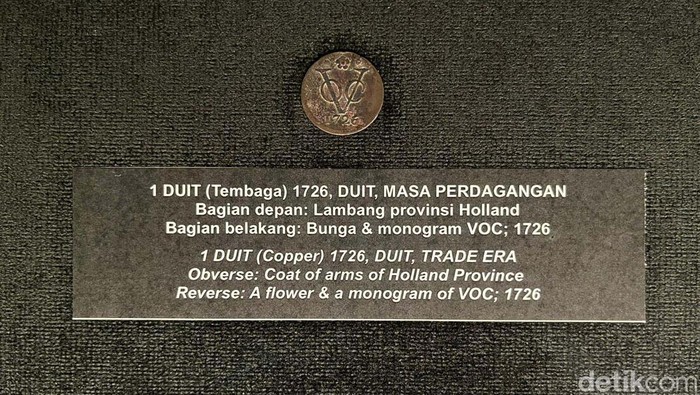 VOC
1726
1 DUIT (Tembaga) 1726, DUIT, MASA PERDAGANGAN
Bagian depan: Lambang provinsi Holland
Bagian belakang: Bunga & monogram VOC; 1726
1 DUIT (Copper) 1726, DUIT, TRADE ERA
Obverse: Coat of arms of Holland Province
Reverse: A flower & a monogram of VOC; 1726
detikcom